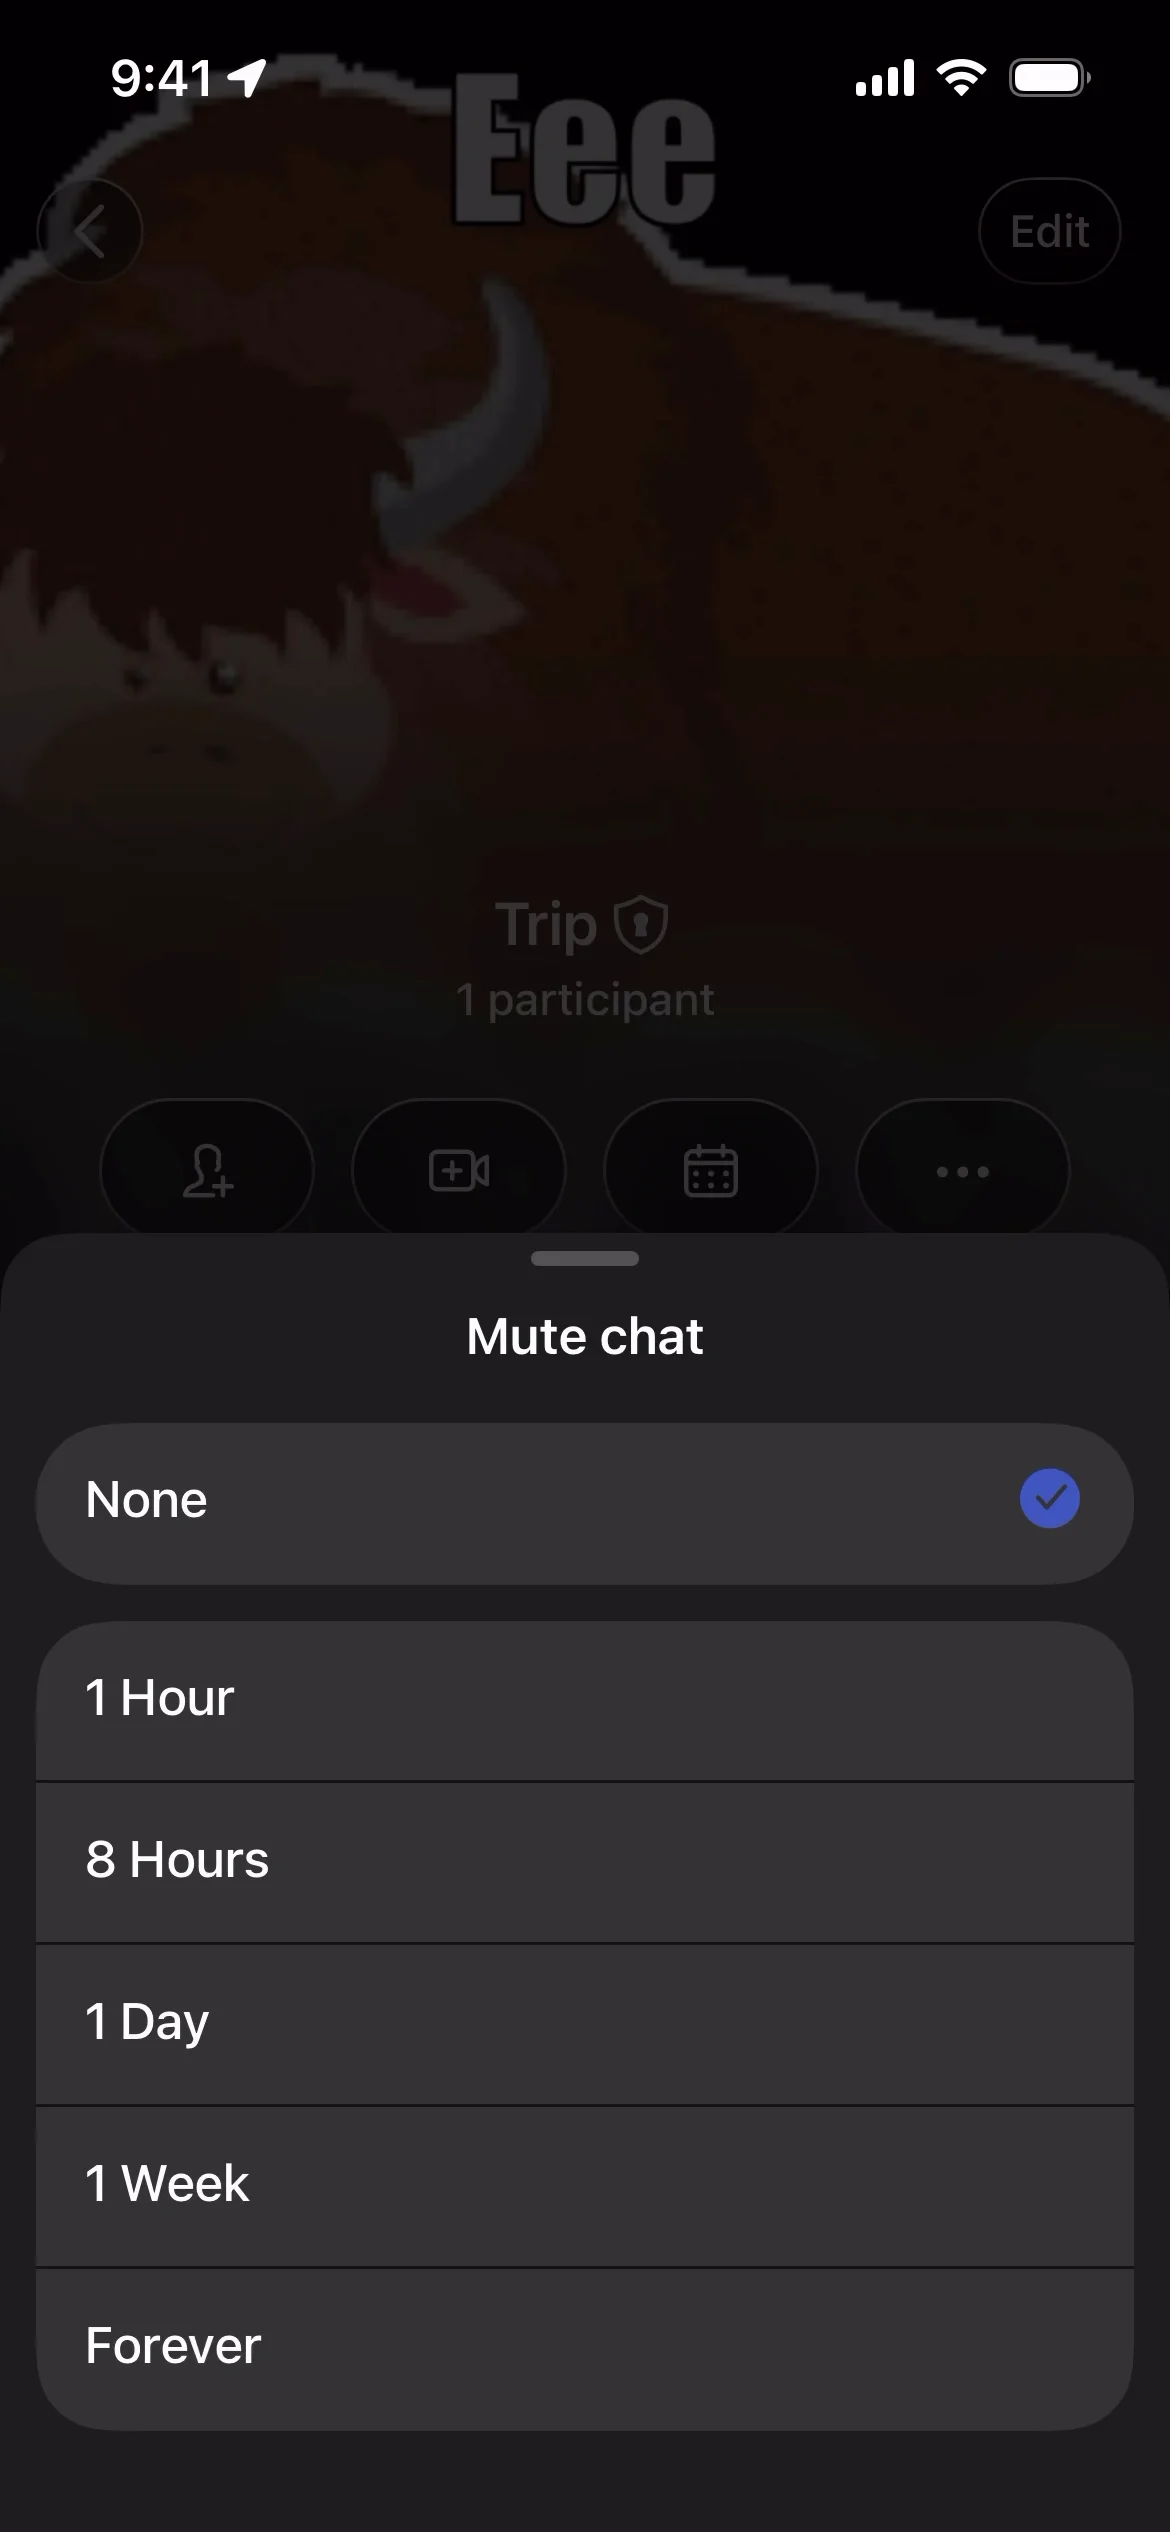 9:41
Eee
Edit
Trip
1 participant
Mute chat
None
1 Hour
8 Hours
1 Day
1 Week
Forever